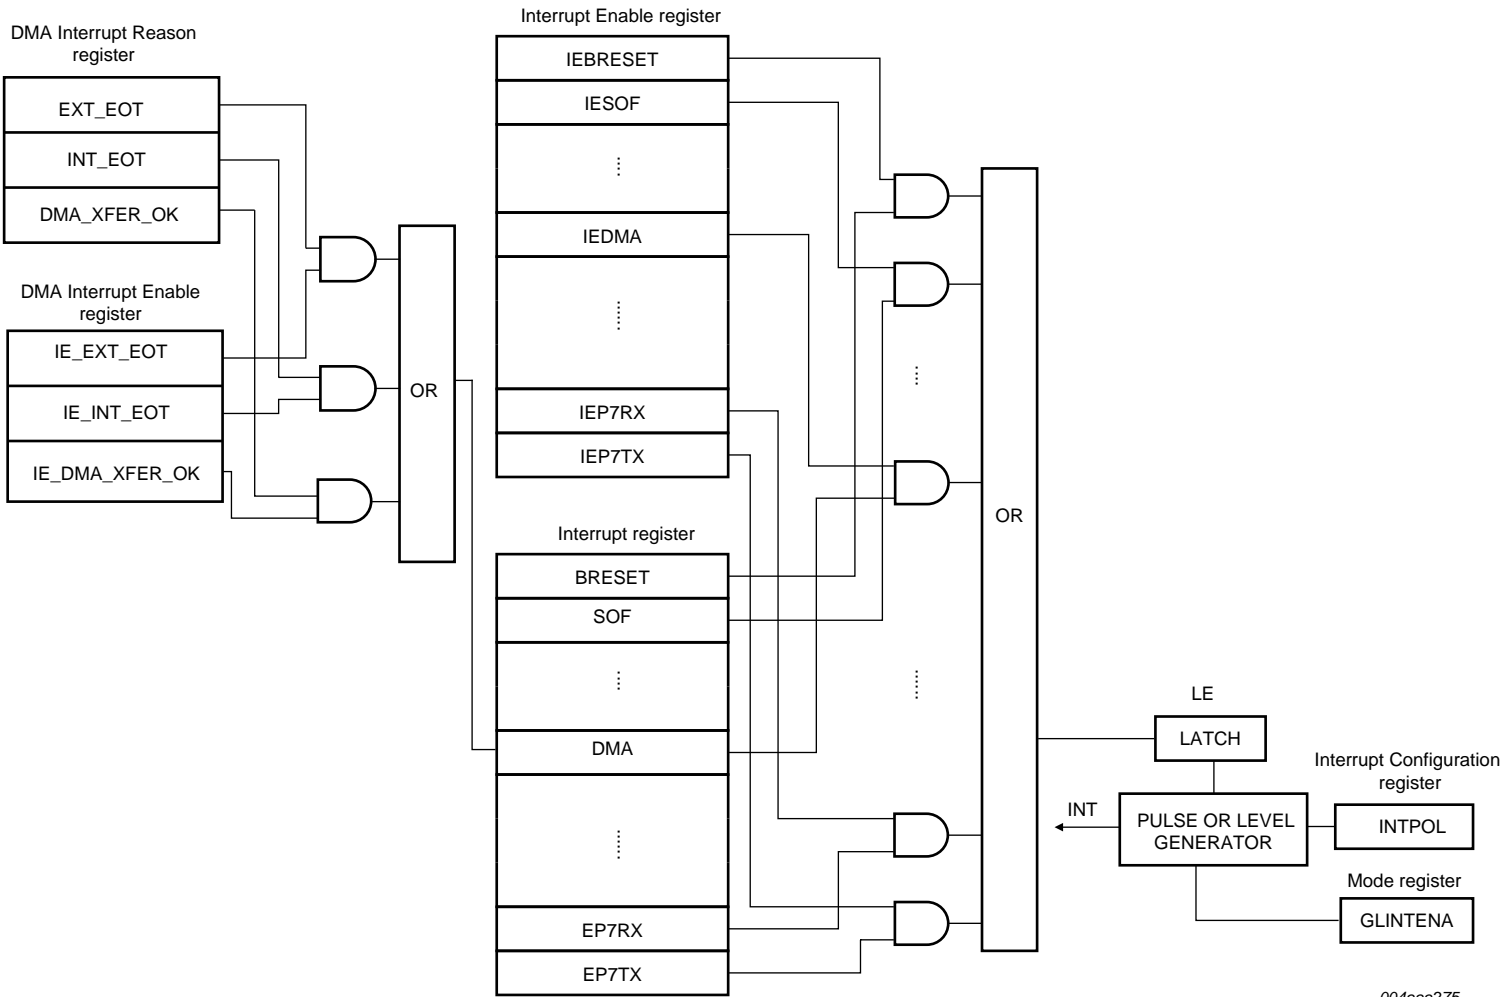 DMA Interrupt Reason
register
EXT_EOT
INT_EOT
DMA_XFER_OK
DMA Interrupt Enable
register
IE_EXT_EOT
IE_INT_EOT
IE_DMA_XFER_OK
OR
Interrupt Enable register
IEBRESET
IESOF
IEDMA
IEP7RX
IEP7TX
Interrupt register
BRESET
SOF
DMA
EP7RX
EP7TX
OR
LE
LATCH
Interrupt Configuration
register
INT
PULSE OR LEVEL
GENERATOR
INTPOL
Mode register
GLINTENA